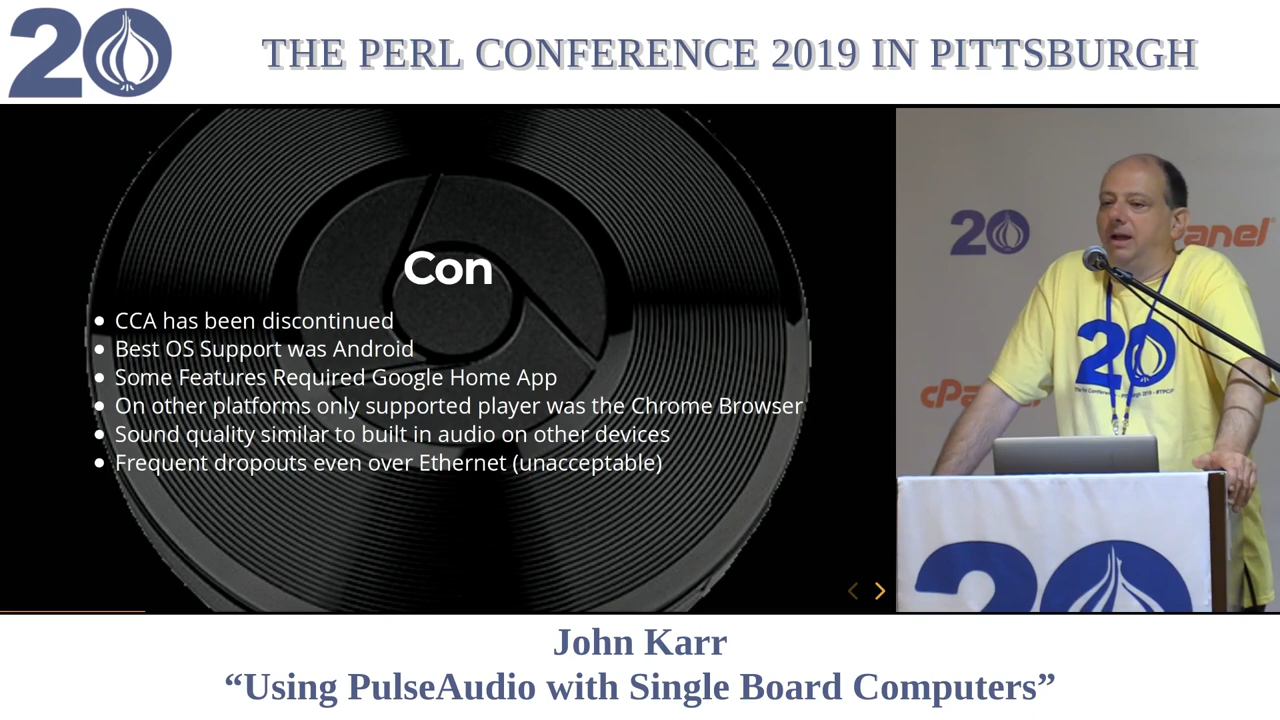 20
THE PERL CONFERENCE 2019 IN PITTSBURGH
Con
CCA has been discontinued
Best OS Support was Android
Some Features Required Google Home App
On other platforms only supported player was the Chrome Browser
Sound quality similar to built in audio on other devices
Frequent dropouts even over Ethernet (unacceptable)
20
Panel
cPa
20
20
John Karr
“Using PulseAudio with Single Board Computers”